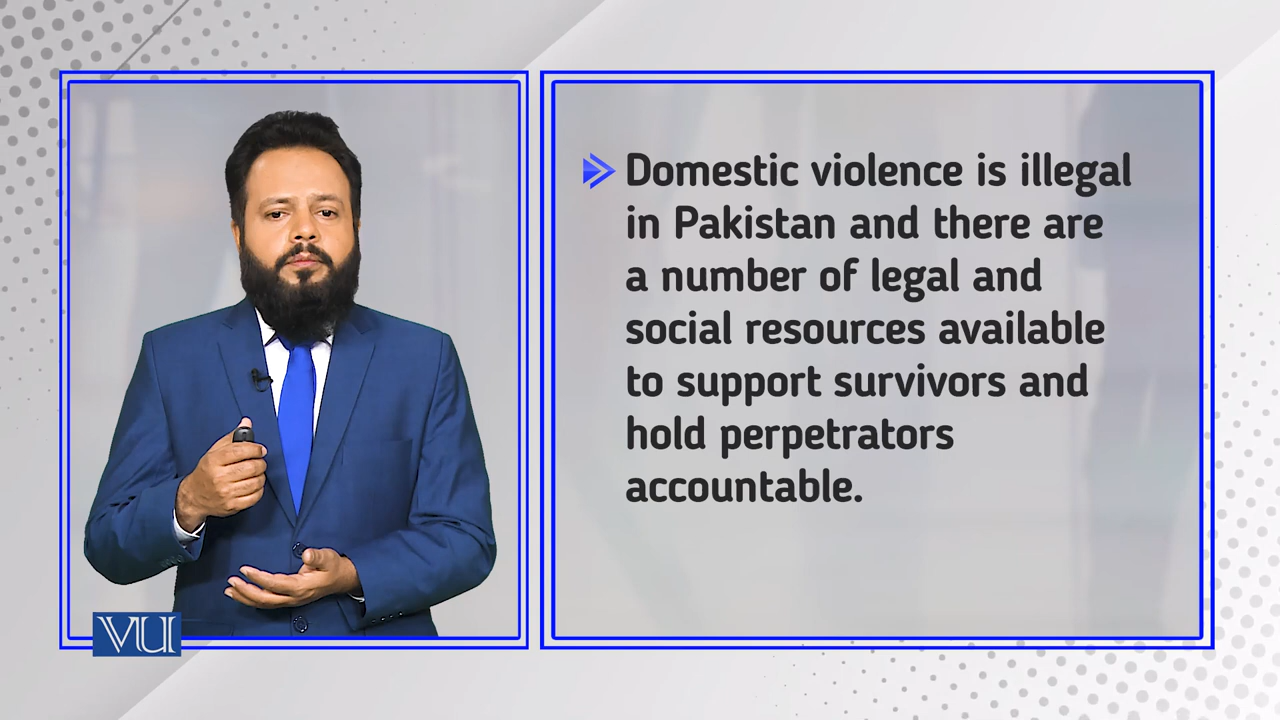 Domestic violence is illegal
in Pakistan and there are
a number of legal and
social resources available
to support survivors and
hold perpetrators
accountable.
VU